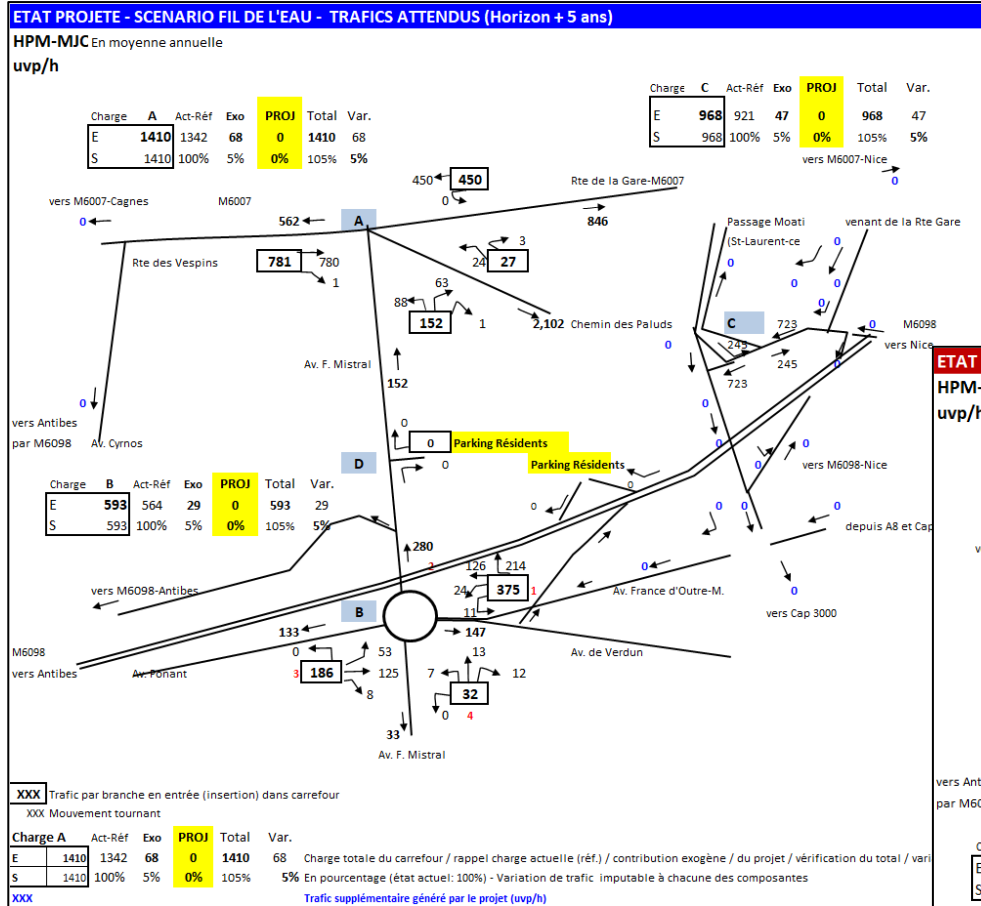 ETAT PROJETE - SCENARIO FIL DE L'EAU - TRAFICS ATTENDUS (Horizon + 5 ans)
HPM-MJC En moyenne annuelle
uvp/h
Charge A Act-Réf Exo PROJ Total Var.
E 1410 1342 68 0 1410 68
S 1410 100% 5% 0% 105% 5%
Charge C Act-Réf Exo PROJ Total Var.
E 968 921 47 0 968 47
S 968 100% 5% 0% 105% 5%
vers M6007-Nice
0
450 450
0
Rte de la Gare-M6007
vers M6007-Cagnes M6007
0 562 A 846
Passage Moati venant de la Rte Gare
(St-Laurent-ce
0 0
3
24 27
Rte des Vespins 781 780
1
0 0
63
88
152 1
0
2,102 Chemin des Paluds C 723 0 M6098
0 245 vers Nice
245 0
723
Av. F. Mistral
152
ETAT
HPM-
uvp/h
0
0
vers Antibes
par M6098 Av. Cyrnos
0
0 Parking Résidents
0
D Parking Résidents
0 0 0
vers M6098-Nice
0
0
Charge B Act-Réf Exo PROJ Total Var.
E 593 564 29 0 593 29
S 593 100% 5% 0% 105% 5%
0 0 0
depuis A8 et Cap
v
280
2 126 214
24 375 1
11
0
vers M6098-Antibes
Av. France d'Outre-M. 0
vers Cap 3000
B
133 147
M6098
vers Antibes Av. Ponant
0 53
3 186 125
8
13
7 12
32
0 4
Av. de Verdun
33
Av. F. Mistral
vers Ant
par M60
XXX Trafic par branche en entrée (insertion) dans carrefour
XXX Mouvement tournant
Charge A Act-Réf Exo PROJ Total Var.
E 1410 1342 68 0 1410 68 Charge totale du carrefour / rappel charge actuelle (réf.) / contribution exogène / du projet / vérification du total / vari
S 1410 100% 5% 0% 105% 5% En pourcentage (état actuel: 100%) - Variation de trafic imputable à chacune des composantes
XXX Trafic supplémentaire généré par le projet (uvp/h)
C
E
S